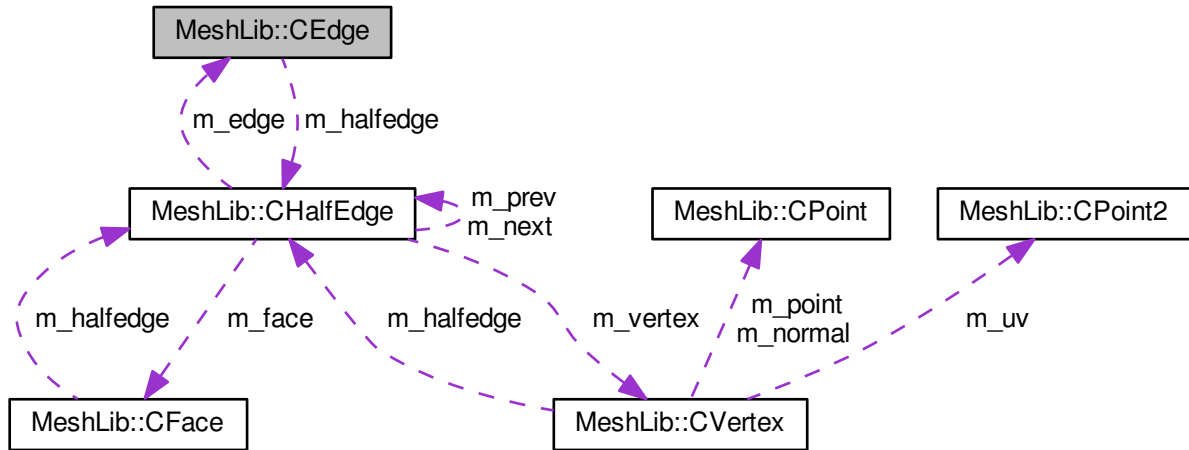 MeshLib::CEdge
m_edge
m_halfedge
MeshLib::CHalfEdge
m_prev
m_next
MeshLib::CPoint
MeshLib::CPoint2
m_halfedge
m_face
m_halfedge
m_vertex
m_point
m_normal
m_uv
MeshLib::CFace
MeshLib::CVertex